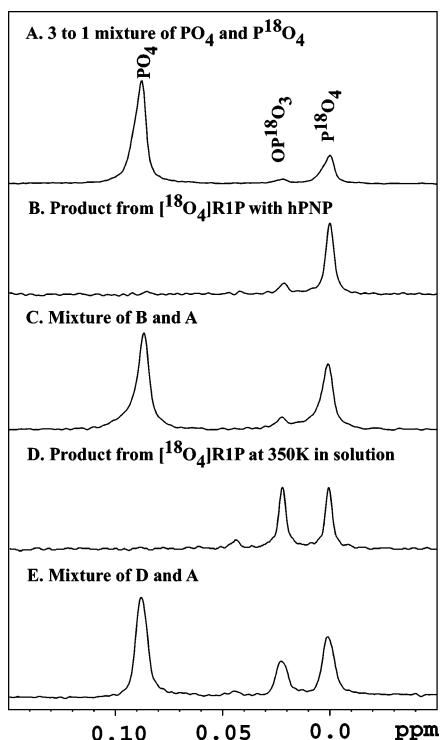 A. 3 to 1 mixture of PO₄ and P¹⁸O₄
PO₄
OP¹⁸O₃
P¹⁸O₄
B. Product from [¹⁸O₄]R1P with hPNP
C. Mixture of B and A
D. Product from [¹⁸O₄]R1P at 350K in solution
E. Mixture of D and A
0.10 0.05 0.0 ppm